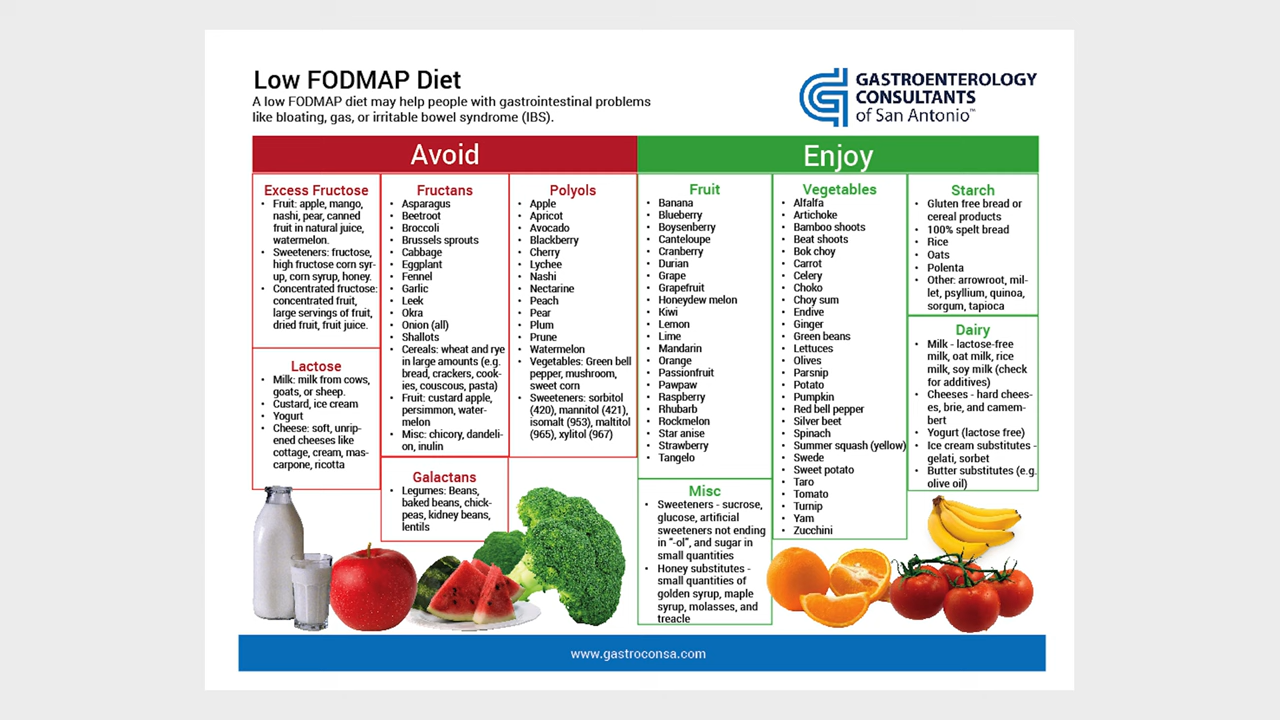 Low FODMAP Diet
A low FODMAP diet may help people with gastrointestinal problems
like bloating, gas, or irritable bowel syndrome (IBS).
GASTROENTEROLOGY
CONSULTANTS
of San Antonio™
Avoid
Excess Fructose
• Fruit: apple, mango,
nashi, pear, canned
fruit in natural juice,
watermelon.
• Sweeteners: fructose,
high fructose corn syr-
up, corn syrup, honey.
• Concentrated fructose:
concentrated fruit,
large servings of fruit,
dried fruit, fruit juice.
Lactose
• Milk: milk from cows,
goats, or sheep.
• Custard, ice cream
• Yogurt
• Cheese: soft, unrip-
ened cheeses like
cottage, cream, mas-
carpone, ricotta
Fructans
• Asparagus
• Beetroot
• Broccoli
• Brussels sprouts
• Cabbage
• Eggplant
• Fennel
• Garlic
• Leek
• Okra
• Onion (all)
• Shallots
• Cereals: wheat and rye
in large amounts (e.g.
bread, crackers, cook-
ies, couscous, pasta)
• Fruit: custard apple,
persimmon, water-
melon
• Misc: chicory, dandeli-
on, inulin
Galactans
• Legumes: Beans,
baked beans, chick-
peas, kidney beans,
lentils
Polyols
• Apple
• Apricot
• Avocado
• Blackberry
• Cherry
• Lychee
• Nashi
• Nectarine
• Peach
• Pear
• Plum
• Prune
• Watermelon
• Vegetables: Green bell
pepper, mushroom,
sweet corn
• Sweeteners: sorbitol
(420), mannitol (421),
isomalt (953), maltitol
(965), xylitol (967)
Enjoy
Fruit
• Banana
• Blueberry
• Boysenberry
• Canteloupe
• Cranberry
• Durian
• Grape
• Grapefruit
• Honeydew melon
• Kiwi
• Lemon
• Lime
• Mandarin
• Orange
• Passionfruit
• Pawpaw
• Raspberry
• Rhubarb
• Rockmelon
• Star anise
• Strawberry
• Tangelo
Misc
• Sweeteners - sucrose,
glucose, artificial
sweeteners not ending
in "-ol", and sugar in
small quantities
• Honey substitutes -
small quantities of
golden syrup, maple
syrup, molasses, and
treacle
Vegetables
• Alfalfa
• Artichoke
• Bamboo shoots
• Beat shoots
• Bok choy
• Carrot
• Celery
• Choko
• Choy sum
• Endive
• Ginger
• Green beans
• Lettuces
• Olives
• Parsnip
• Potato
• Pumpkin
• Red bell pepper
• Silver beet
• Spinach
• Summer squash (yellow)
• Swede
• Sweet potato
• Taro
• Tomato
• Turnip
• Yam
• Zucchini
Starch
• Gluten free bread or
cereal products
• 100% spelt bread
• Rice
• Oats
• Polenta
• Other: arrowroot, mil-
let, psyllium, quinoa,
sorgum, tapioca
Dairy
• Milk - lactose-free
milk, oat milk, rice
milk, soy milk (check
for additives)
• Cheeses - hard chees-
es, brie, and camem-
bert
• Yogurt (lactose free)
• Ice cream substitutes -
gelati, sorbet
• Butter substitutes (e.g.
olive oil)
www.gastroconsa.com